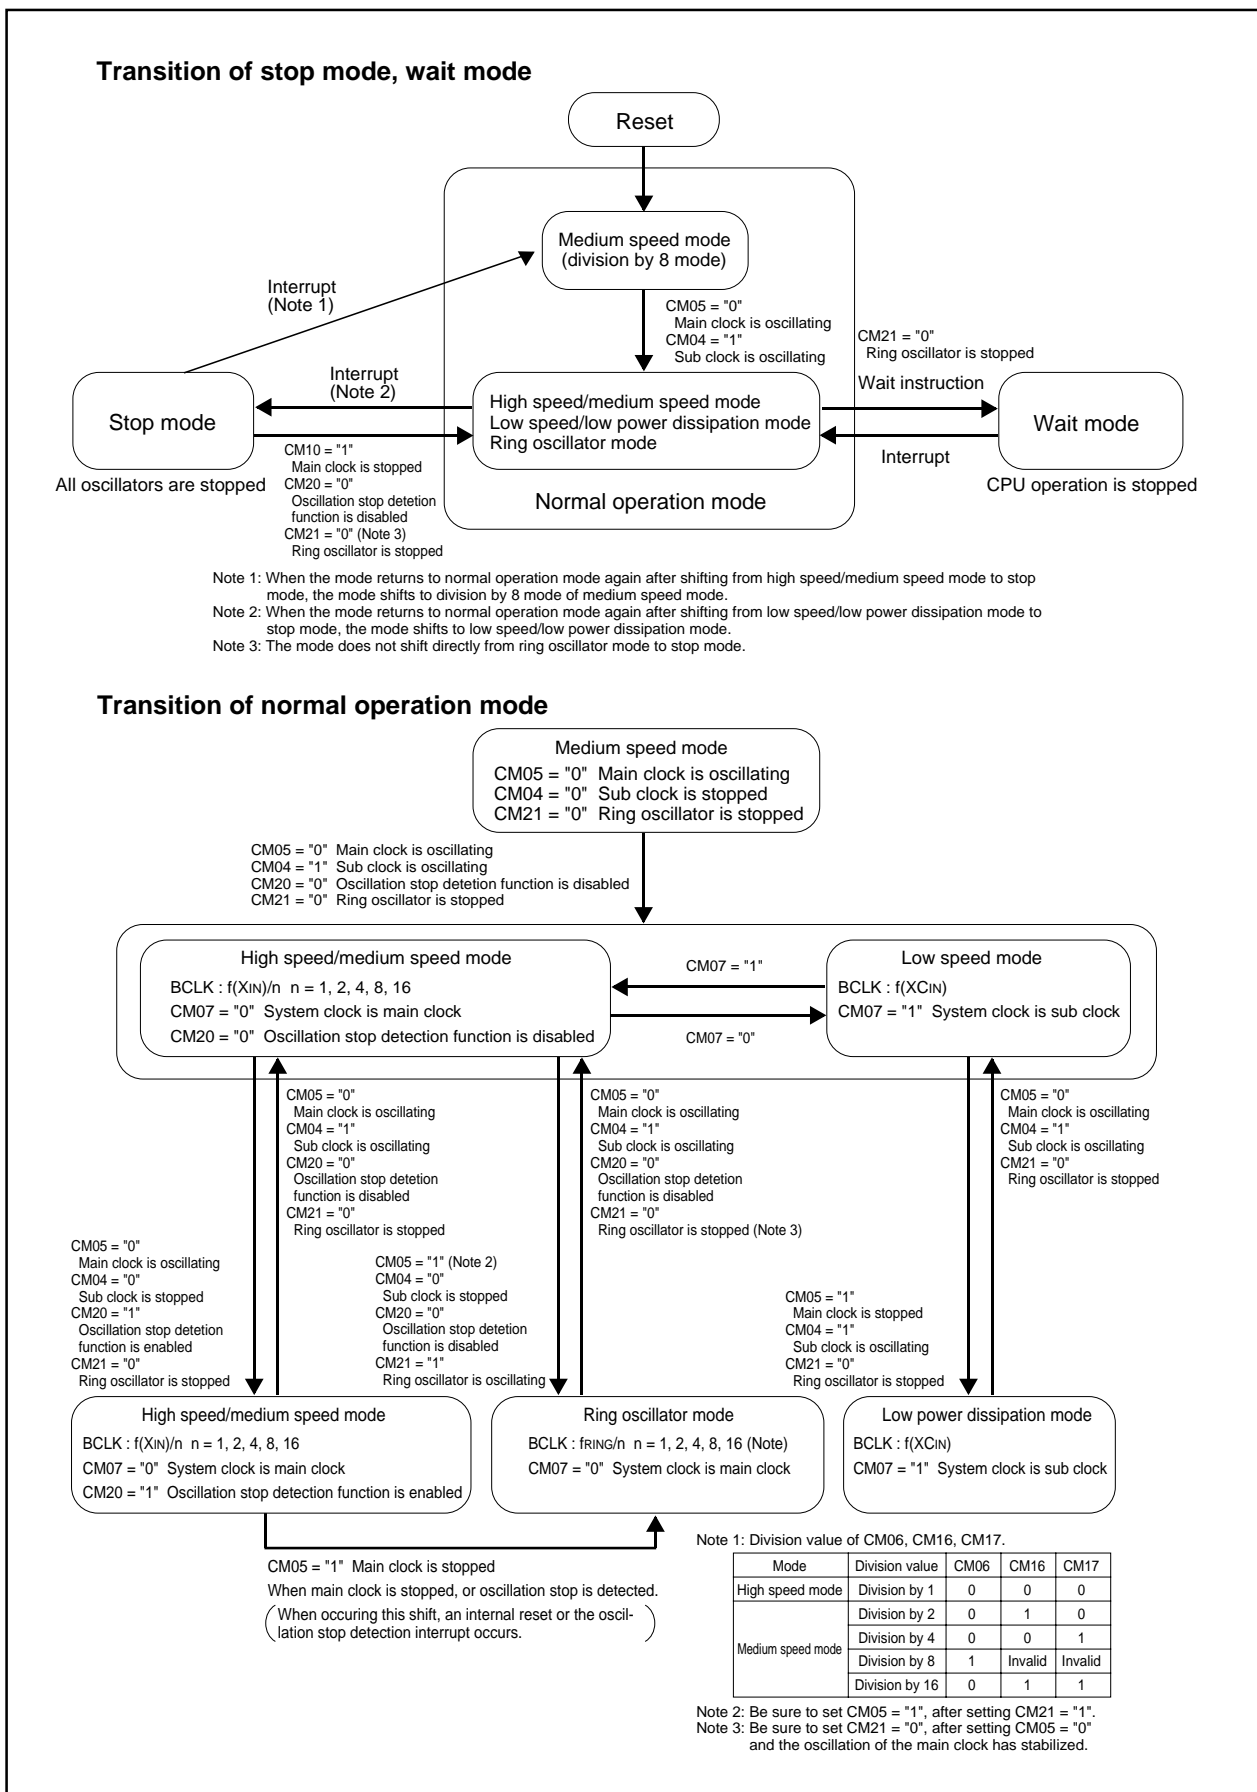 Transition of stop mode, wait mode
Reset
Medium speed mode
(division by 8 mode)
Interrupt
(Note 1)
CM05 = "0"
Main clock is oscillating
CM04 = "1"
Sub clock is oscillating
CM21 = "0"
Ring oscillator is stopped
Interrupt
(Note 2)
Wait instruction
Stop mode
High speed/medium speed mode
Low speed/low power dissipation mode
Ring oscillator mode
Wait mode
Interrupt
All oscillators are stopped
CM10 = "1"
Main clock is stopped
CM20 = "0"
Oscillation stop detetion
function is disabled
CM21 = "0" (Note 3)
Ring oscillator is stopped
Normal operation mode
CPU operation is stopped
Note 1: When the mode returns to normal operation mode again after shifting from high speed/medium speed mode to stop
mode, the mode shifts to division by 8 mode of medium speed mode.
Note 2: When the mode returns to normal operation mode again after shifting from low speed/low power dissipation mode to
stop mode, the mode shifts to low speed/low power dissipation mode.
Note 3: The mode does not shift directly from ring oscillator mode to stop mode.
Transition of normal operation mode
Medium speed mode
CM05 = "0" Main clock is oscillating
CM04 = "0" Sub clock is stopped
CM21 = "0" Ring oscillator is stopped
CM05 = "0" Main clock is oscillating
CM04 = "1" Sub clock is oscillating
CM20 = "0" Oscillation stop detetion function is disabled
CM21 = "0" Ring oscillator is stopped
High speed/medium speed mode
BCLK : f(XIN)/n n = 1, 2, 4, 8, 16
CM07 = "0" System clock is main clock
CM20 = "0" Oscillation stop detection function is disabled
CM07 = "1"
CM07 = "0"
Low speed mode
BCLK : f(XCIN)
CM07 = "1" System clock is sub clock
CM05 = "0"
Main clock is oscillating
CM04 = "1"
Sub clock is oscillating
CM20 = "0"
Oscillation stop detetion
function is disabled
CM21 = "0"
Ring oscillator is stopped
CM05 = "0"
Main clock is oscillating
CM04 = "1"
Sub clock is oscillating
CM20 = "0"
Oscillation stop detetion
function is disabled
CM21 = "0"
Ring oscillator is stopped (Note 3)
CM05 = "0"
Main clock is oscillating
CM04 = "1"
Sub clock is oscillating
CM21 = "0"
Ring oscillator is stopped
CM05 = "0"
Main clock is oscillating
CM04 = "0"
Sub clock is stopped
CM20 = "1"
Oscillation stop detetion
function is enabled
CM21 = "0"
Ring oscillator is stopped
CM05 = "1" (Note 2)
CM04 = "0"
Sub clock is stopped
CM20 = "0"
Oscillation stop detetion
function is disabled
CM21 = "1"
Ring oscillator is oscillating
CM05 = "1"
Main clock is stopped
CM04 = "1"
Sub clock is oscillating
CM21 = "0"
Ring oscillator is stopped
High speed/medium speed mode
BCLK : f(XIN)/n n = 1, 2, 4, 8, 16
CM07 = "0" System clock is main clock
CM20 = "1" Oscillation stop detection function is enabled
Ring oscillator mode
BCLK : fRING/n n = 1, 2, 4, 8, 16 (Note)
CM07 = "0" System clock is main clock
Low power dissipation mode
BCLK : f(XCIN)
CM07 = "1" System clock is sub clock
CM05 = "1" Main clock is stopped
When main clock is stopped, or oscillation stop is detected.
(When occuring this shift, an internal reset or the oscil-
lation stop detection interrupt occurs.)
Note 1: Division value of CM06, CM16, CM17.
Mode Division value CM06 CM16 CM17
High speed mode Division by 1 0 0 0
Medium speed mode Division by 2 0 1 0
Division by 4 0 0 1
Division by 8 1 Invalid Invalid
Division by 16 0 1 1
Note 2: Be sure to set CM05 = "1", after setting CM21 = "1".
Note 3: Be sure to set CM21 = "0", after setting CM05 = "0"
and the oscillation of the main clock has stabilized.